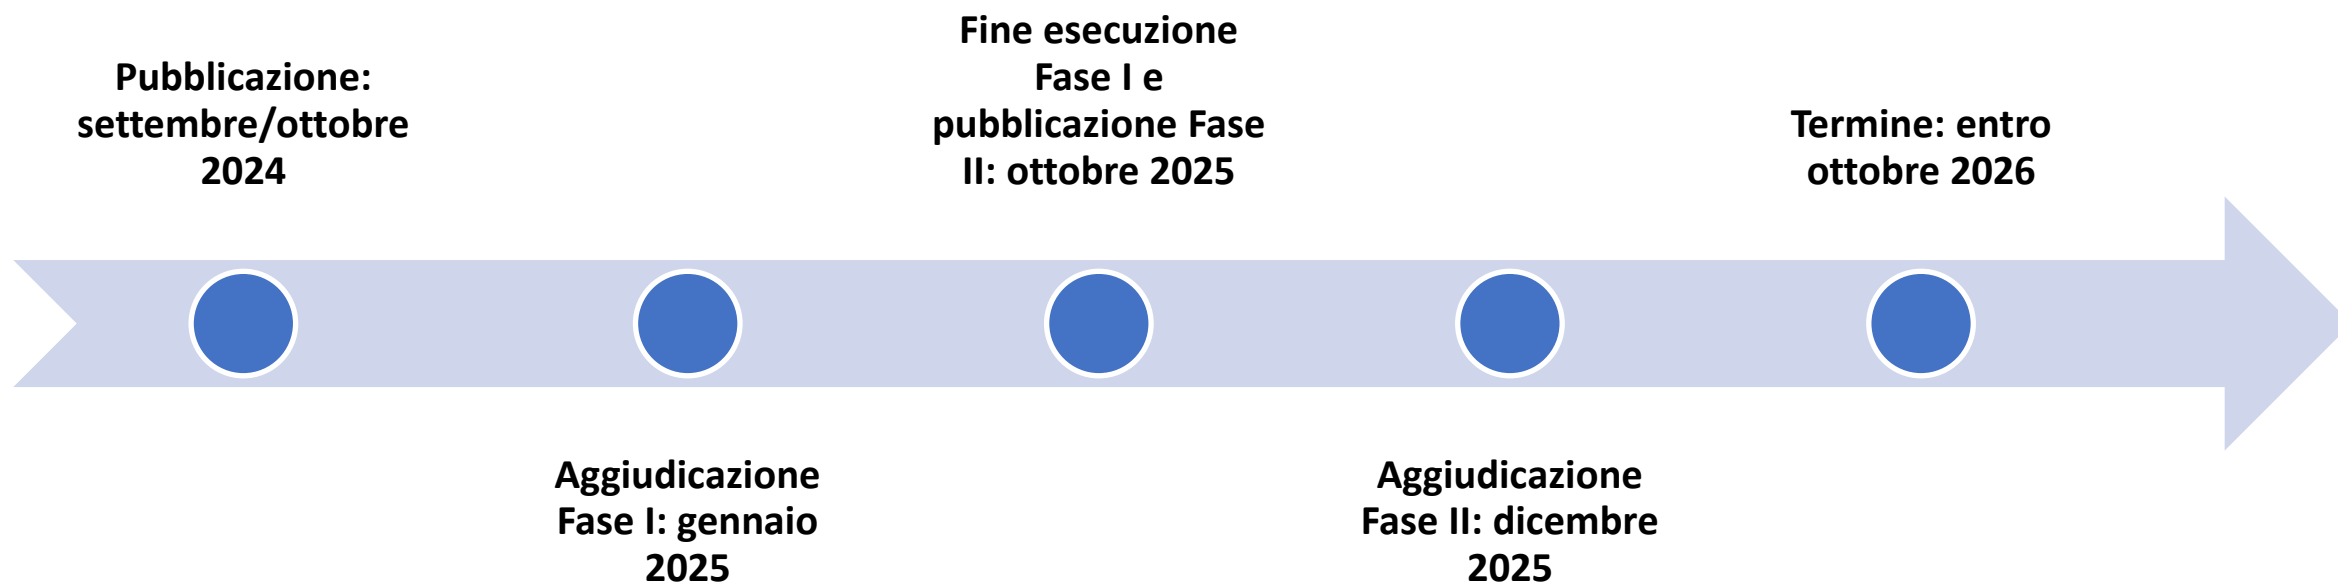 Pubblicazione:
settembre/ottobre
2024
Aggiudicazione
Fase I: gennaio
2025
Fine esecuzione
Fase I e
pubblicazione Fase
II: ottobre 2025
Aggiudicazione
Fase II: dicembre
2025
Termine: entro
ottobre 2026